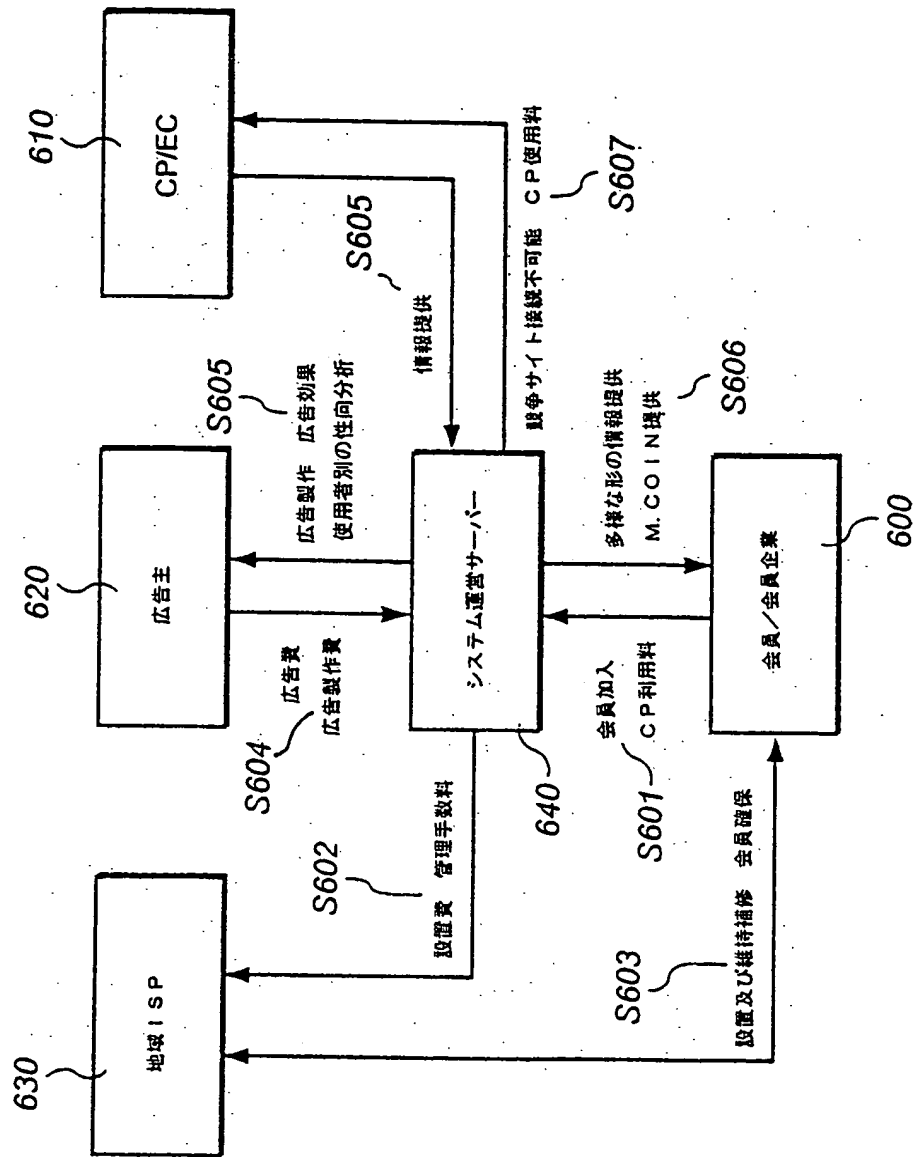 630
地域ISP
620
広告主
610
CP/EC
S602
設置費 管理手数料
S604
広告費
広告製作費
S605
広告製作 広告効果
使用者別の性向分析
S605
情報提供
640
システム運営サーバー
競争サイト接続不可能 CP使用料
S607
S603
設置及び維持補修 会員確保
S601
会員加入
CP利用料
多様な形の情報提供
M.COIN提供
S606
会員/会員企業
600